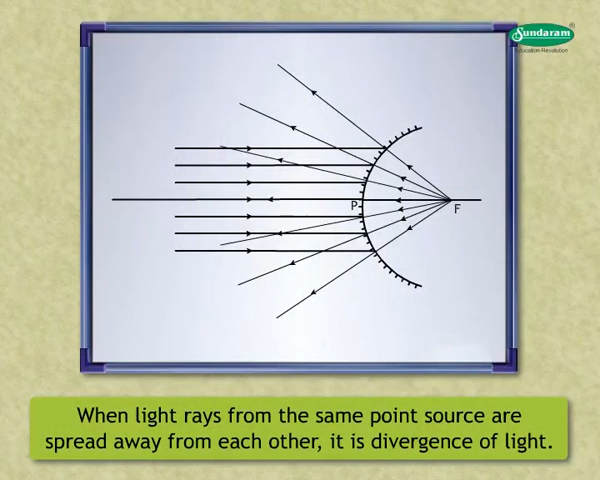 Sundaram®
Education Revolution
P
F
When light rays from the same point source are
spread away from each other, it is divergence of light.